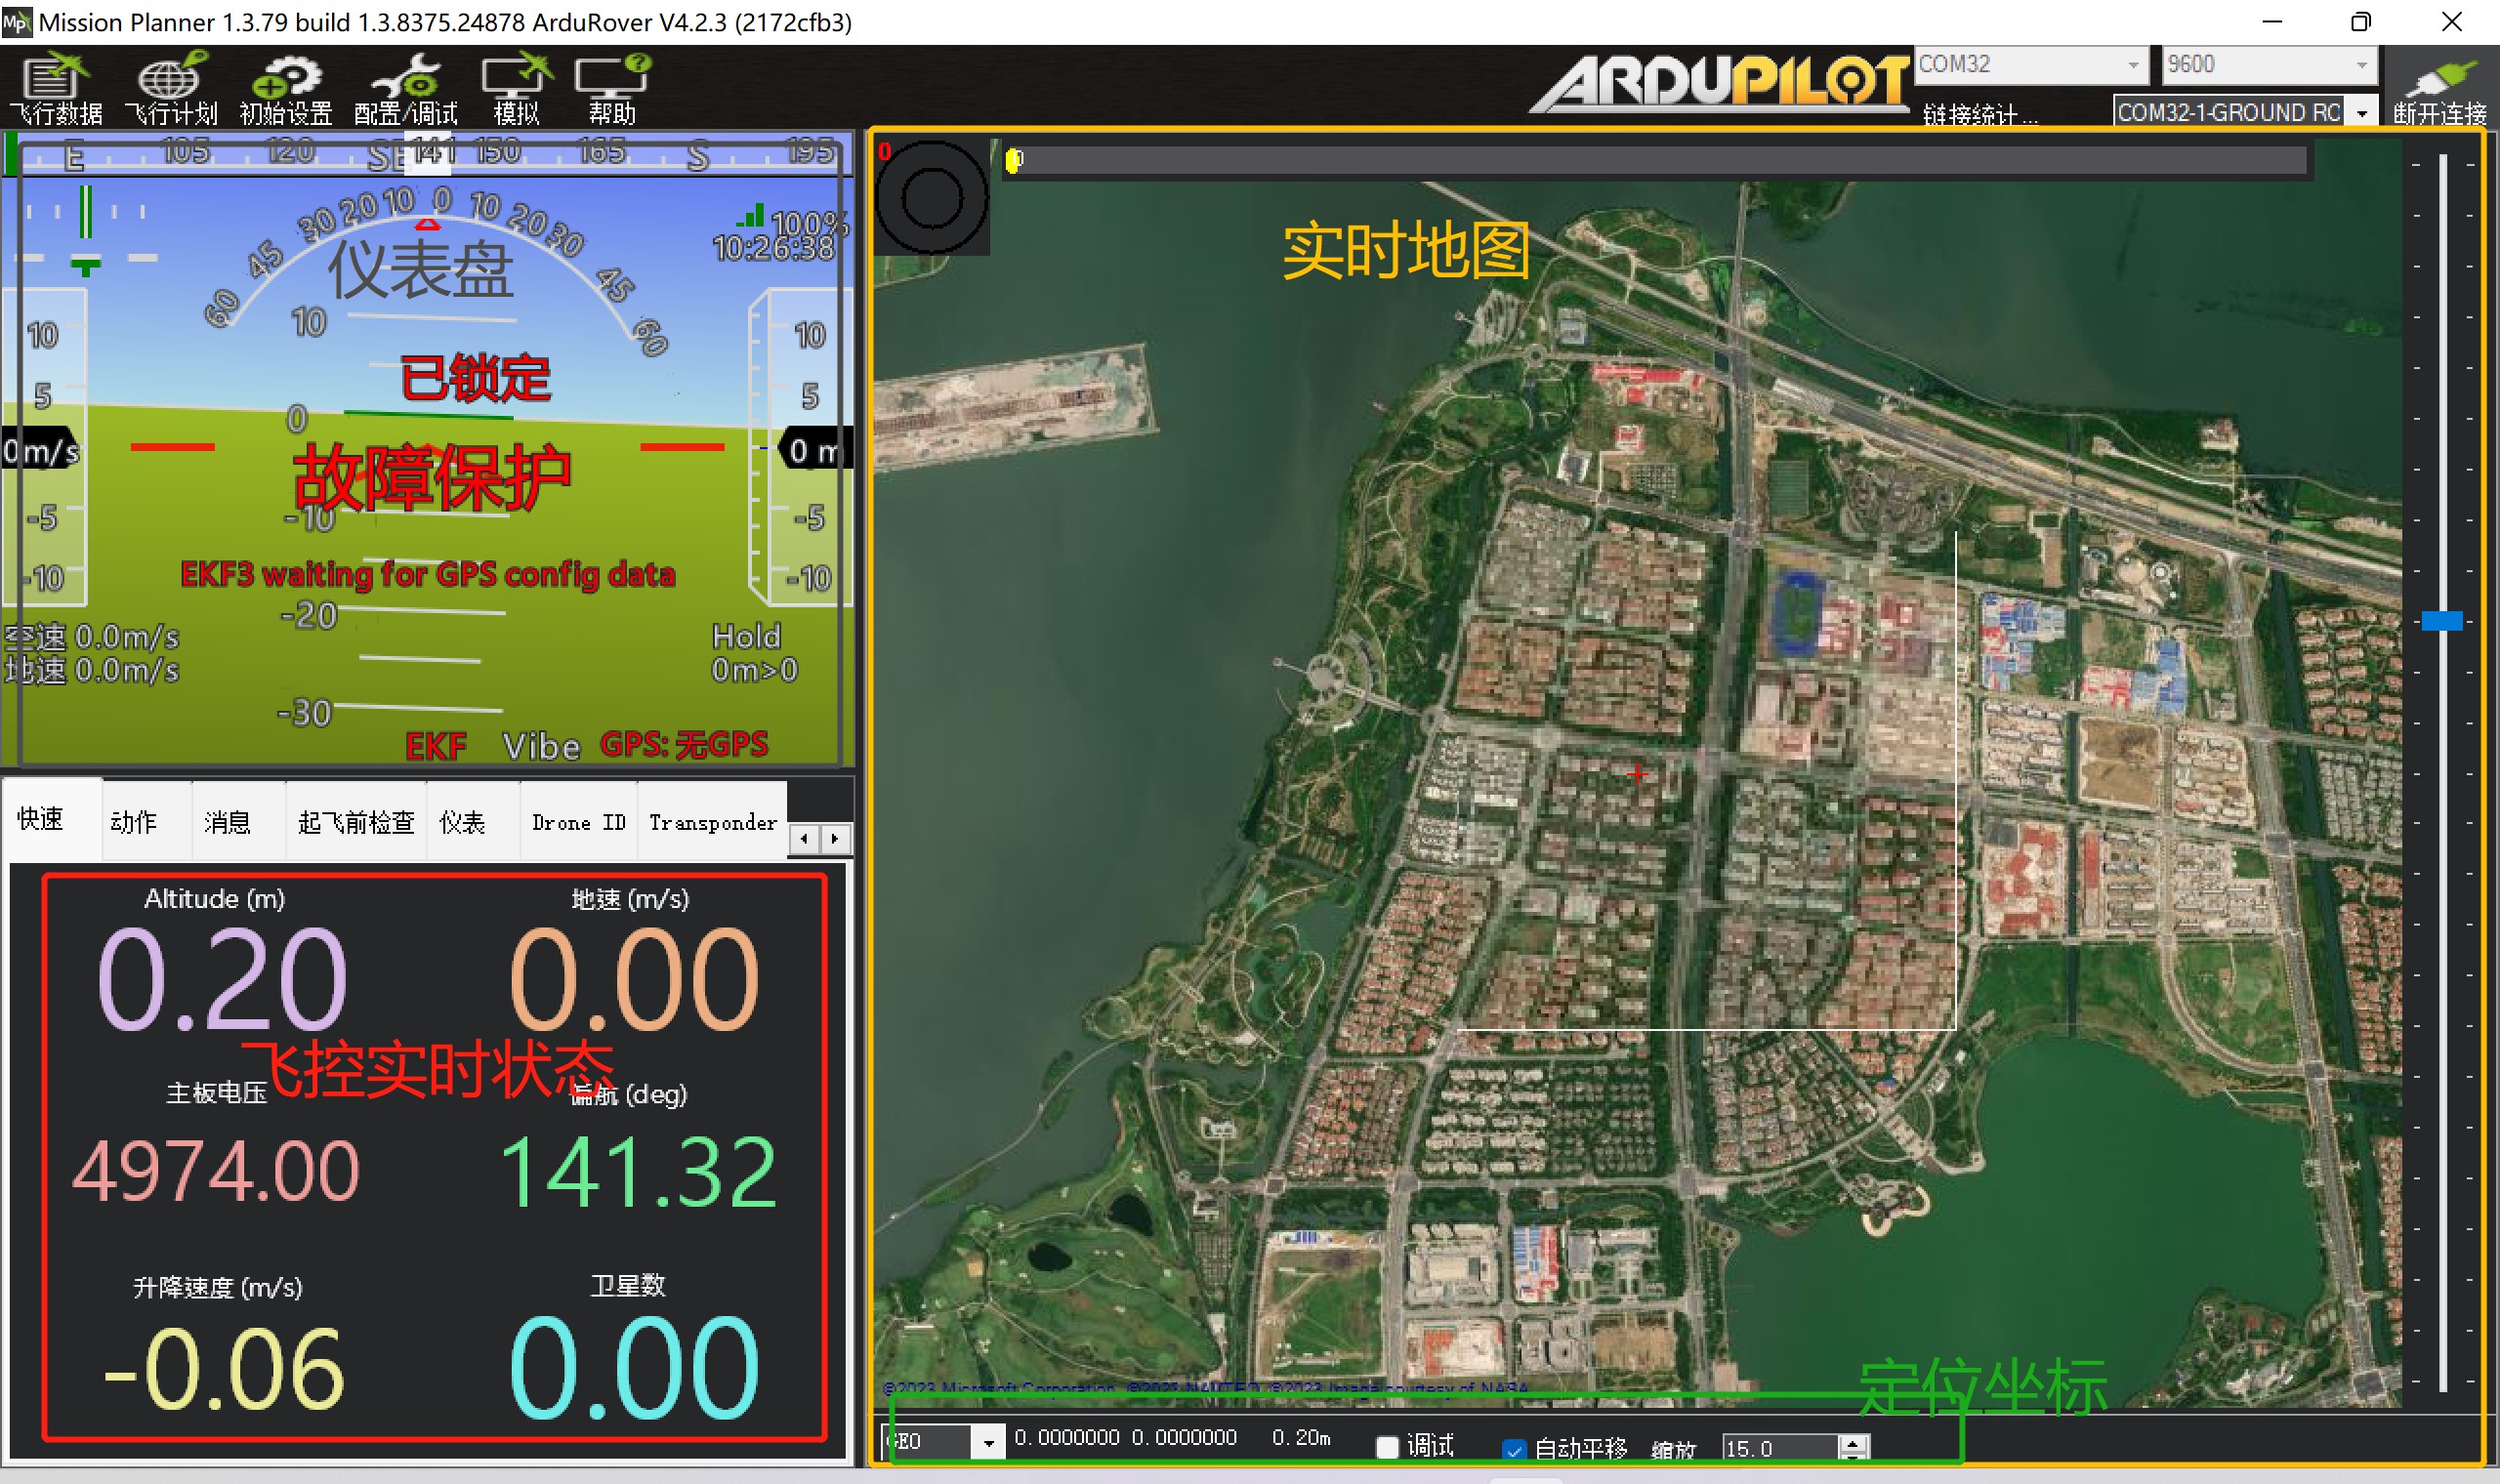 Mission Planner 1.3.79 build 1.3.8375.24878 ArduRover V4.2.3 (2172cfb3)
飞行数据 飞行计划 初始设置 配置/调试 模拟 帮助
ARDUPILOT
COM32 9600
链接统计... COM32-1-GROUND RO 断开连接
E 105 120 SE 141 150 165 S 195
60 45 30 20 10 0 10 20 30 45 60
100%
10:26:38
仪表盘
10 10 10
已锁定
5 5
0
0m/s 0 m
故障保护
-5 -10 -5
EKF3 waiting for GPS config data
-10 -10
-20
空速 0.0m/s Hold
地速 0.0m/s 0m>0
-30
EKF Vibe GPS: 无GPS
快速 动作 消息 起飞前检查 仪表 Drone ID Transponder
Altitude (m) 地速 (m/s)
0.20 0.00
飞控实时状态
主板电压 偏航 (deg)
4974.00 141.32
升降速度 (m/s) 卫星数
-0.06 0.00
0 0
实时地图
©2023 Microsoft Corporation, ©2023 NAVTEQ, ©2023 Image courtesy of NASA
定位坐标
GEO 0.0000000 0.0000000 0.20m 调试 自动平移 缩放 15.0